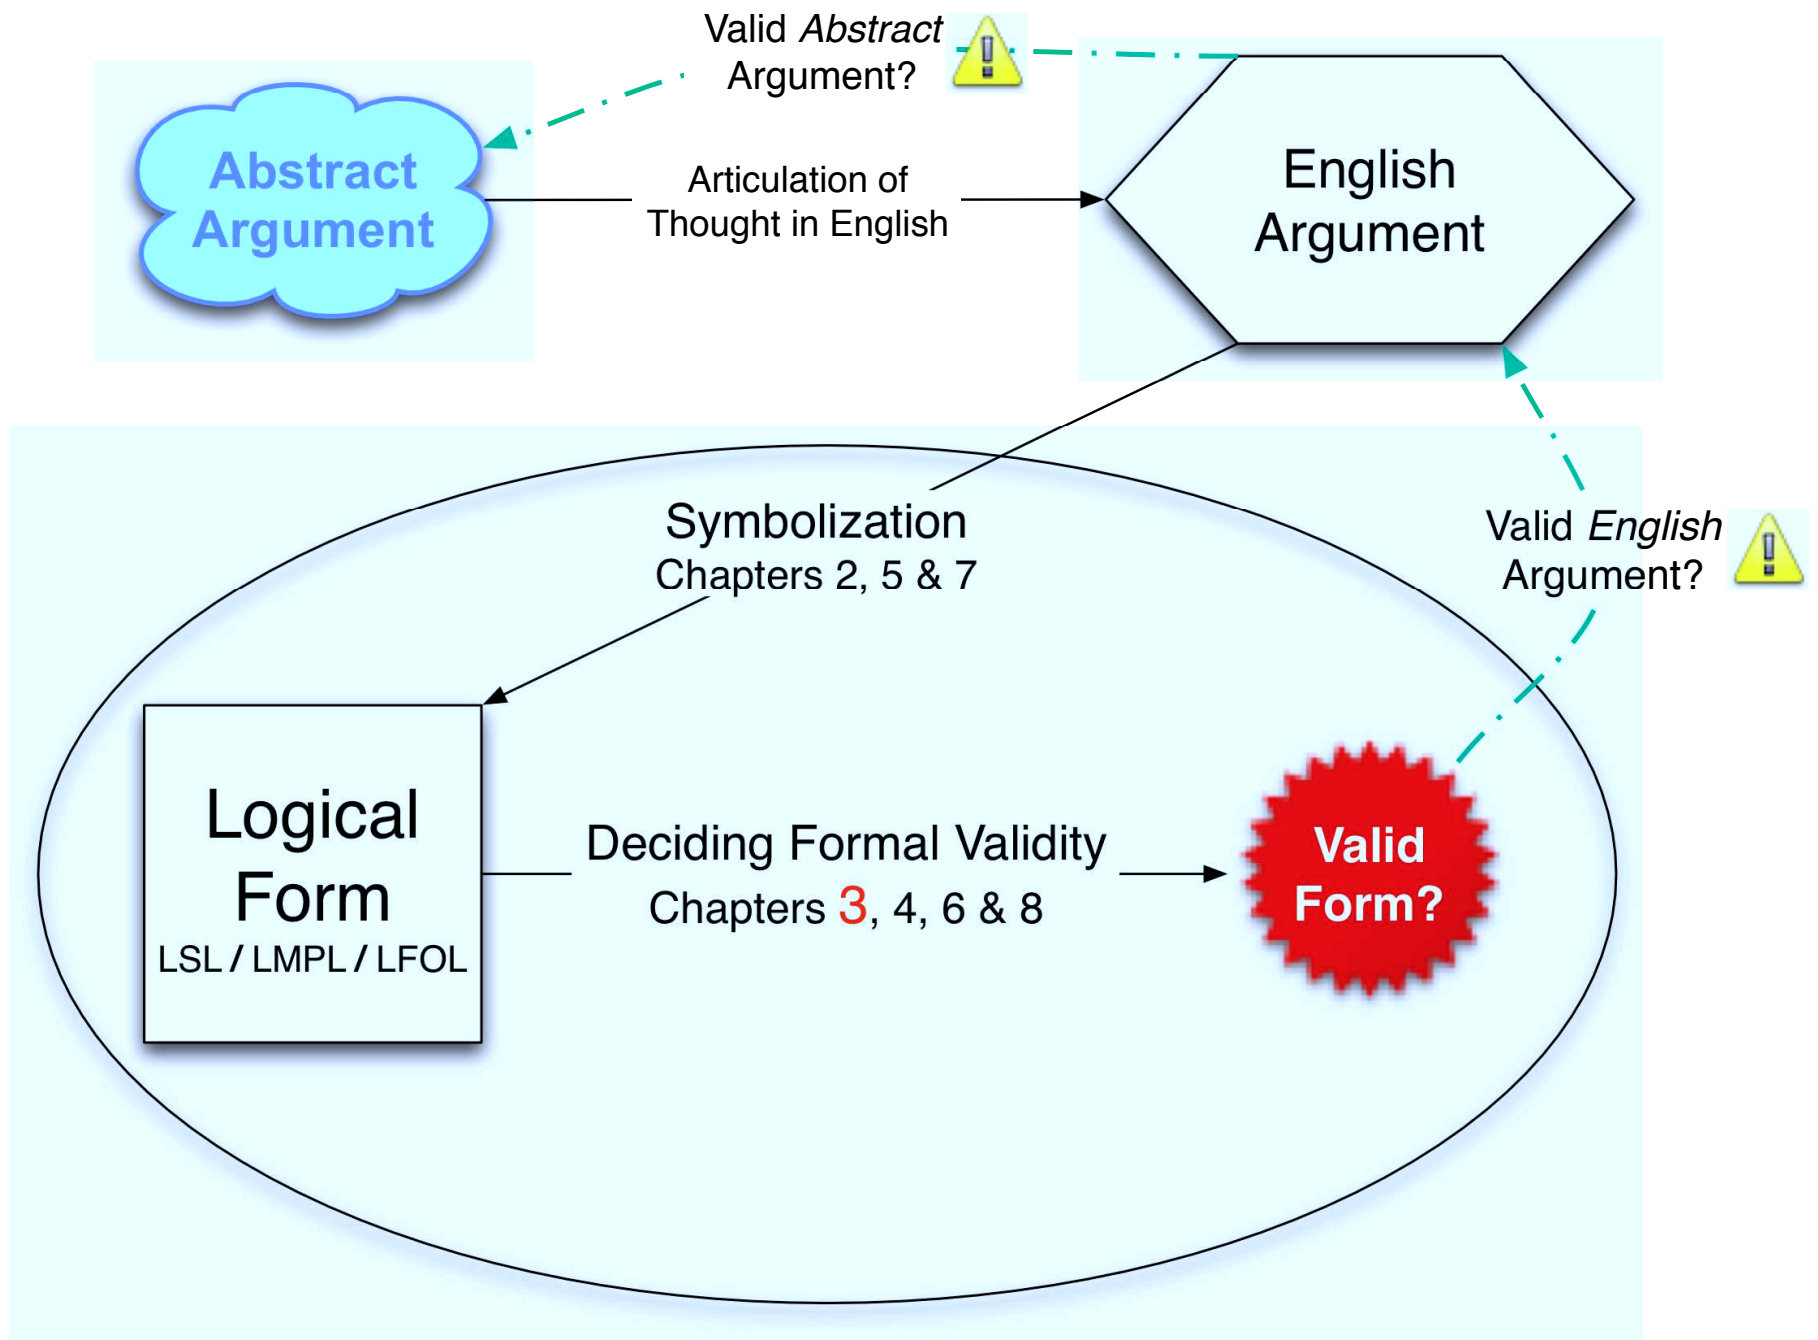 Valid Abstract
Argument?
Abstract
Argument
Articulation of
Thought in English
English
Argument
Symbolization
Chapters 2, 5 & 7
Valid English
Argument?
Logical
Form
LSL / LMPL / LFOL
Deciding Formal Validity
Chapters 3, 4, 6 & 8
Valid
Form?